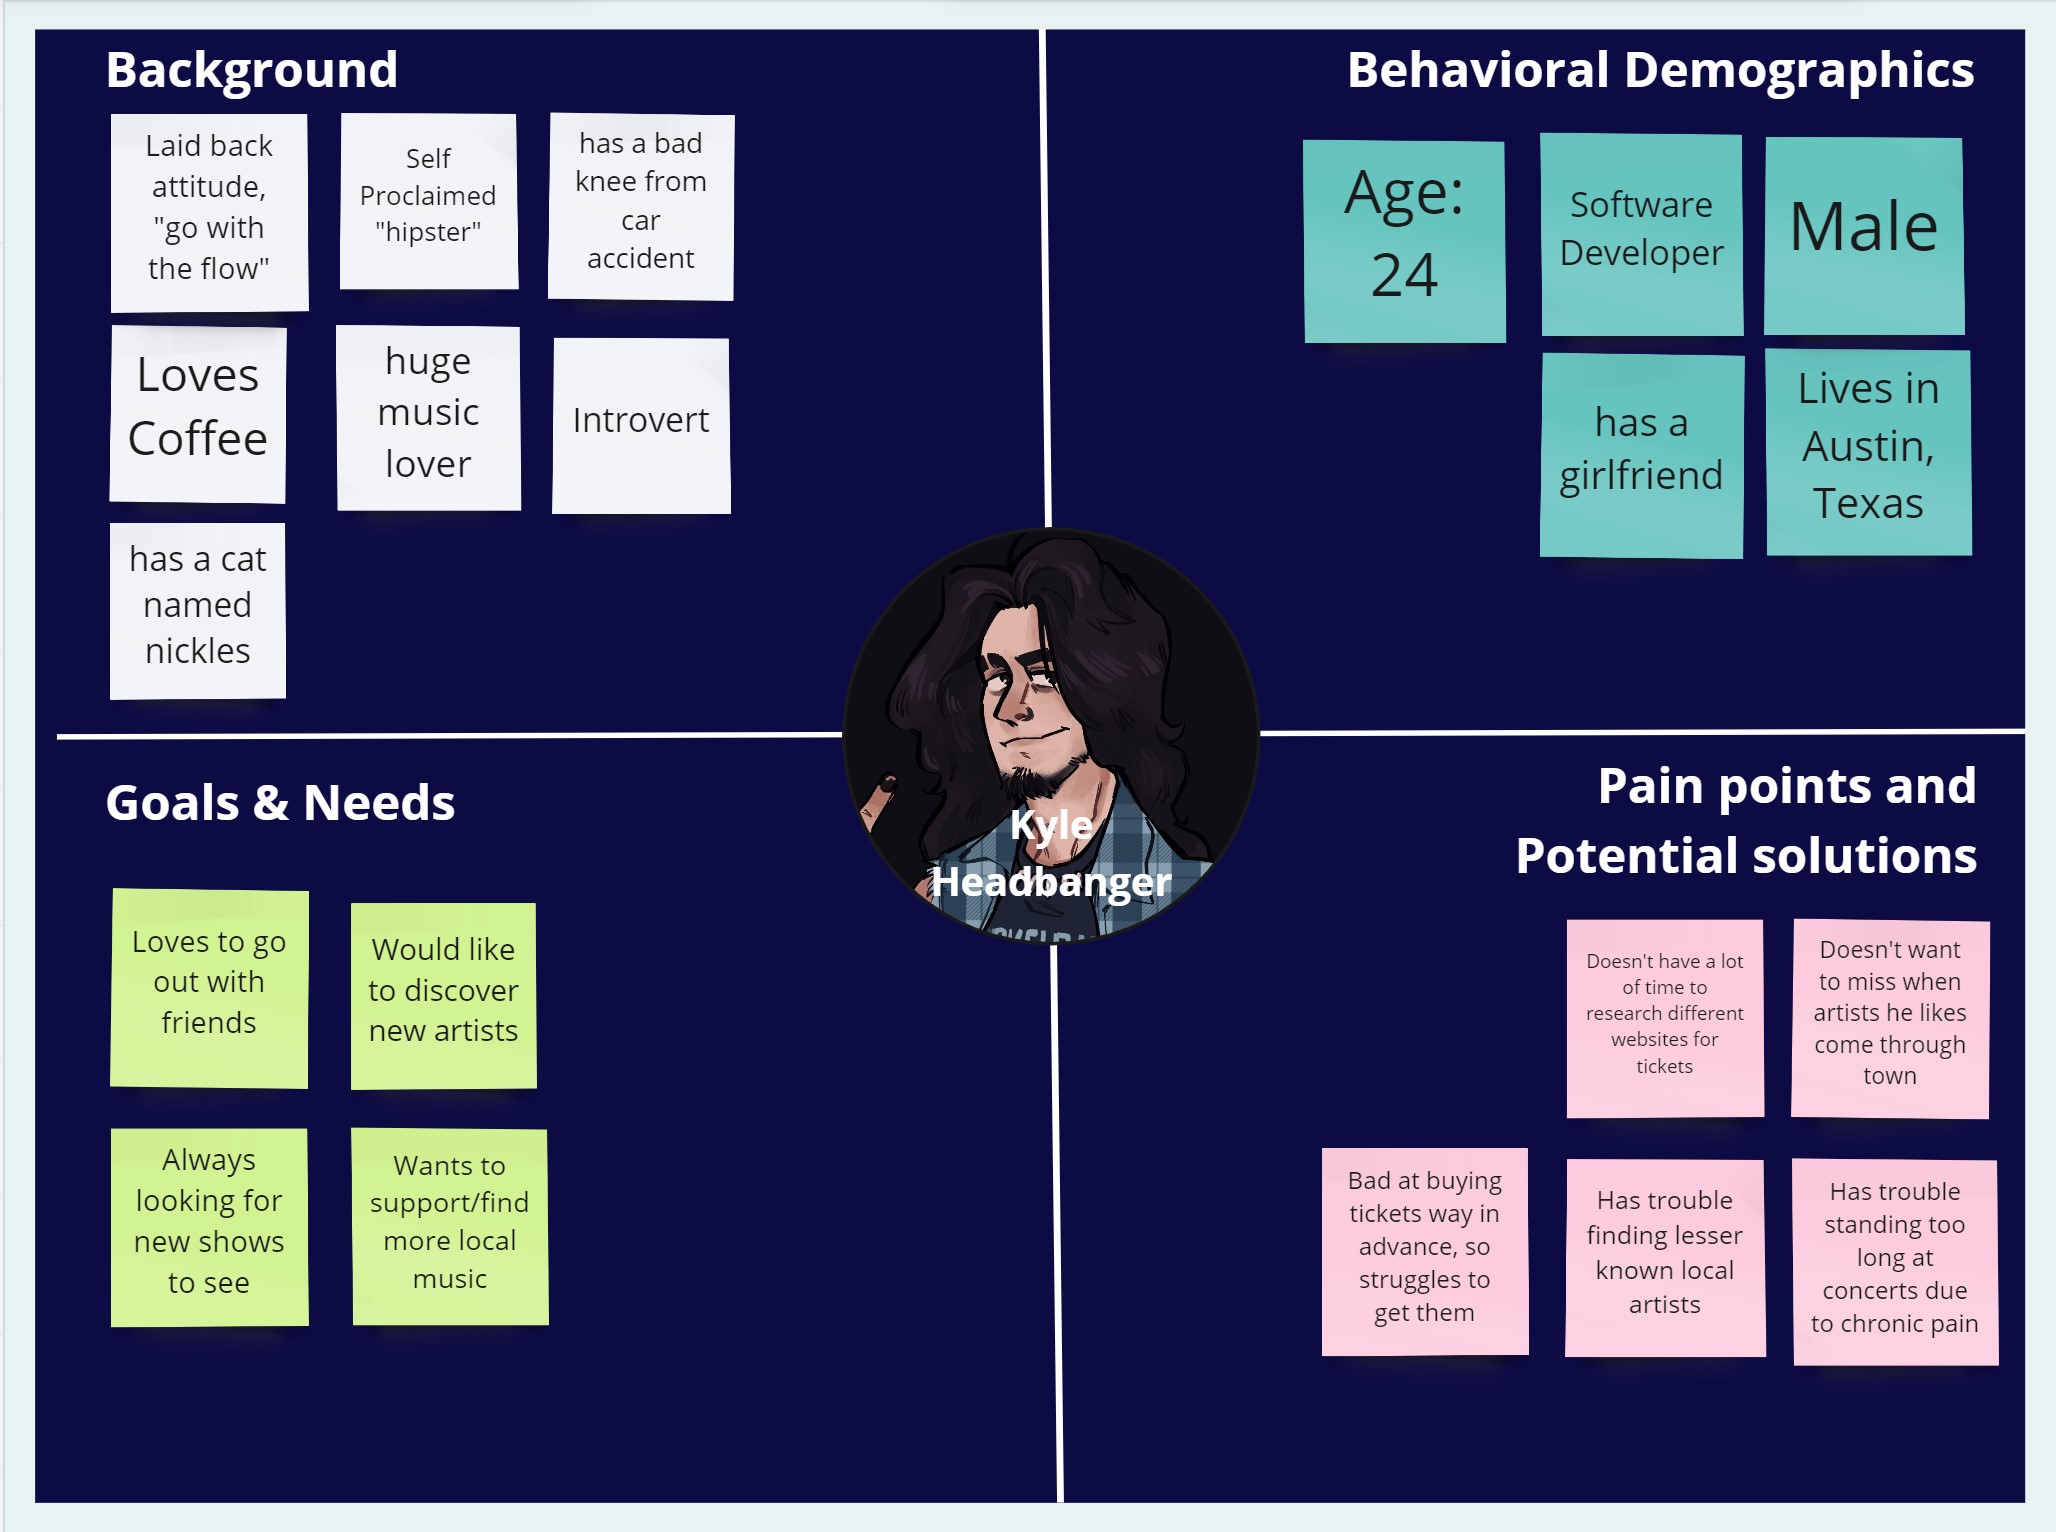 Background
Laid back
attitude,
"go with
the flow"
Self
Proclaimed
"hipster"
has a bad
knee from
car
accident
Loves
Coffee
huge
music
lover
Introvert
has a cat
named
nickles
Behavioral Demographics
Age:
24
Software
Developer
Male
has a
girlfriend
Lives in
Austin,
Texas
Kyle
Headbanger
Goals & Needs
Loves to go
out with
friends
Would like
to discover
new artists
Always
looking for
new shows
to see
Wants to
support/find
more local
music
Pain points and
Potential solutions
Doesn't have a lot
of time to
research different
websites for
tickets
Doesn't want
to miss when
artists he likes
come through
town
Bad at buying
tickets way in
advance, so
struggles to
get them
Has trouble
finding lesser
known local
artists
Has trouble
standing too
long at
concerts due
to chronic pain